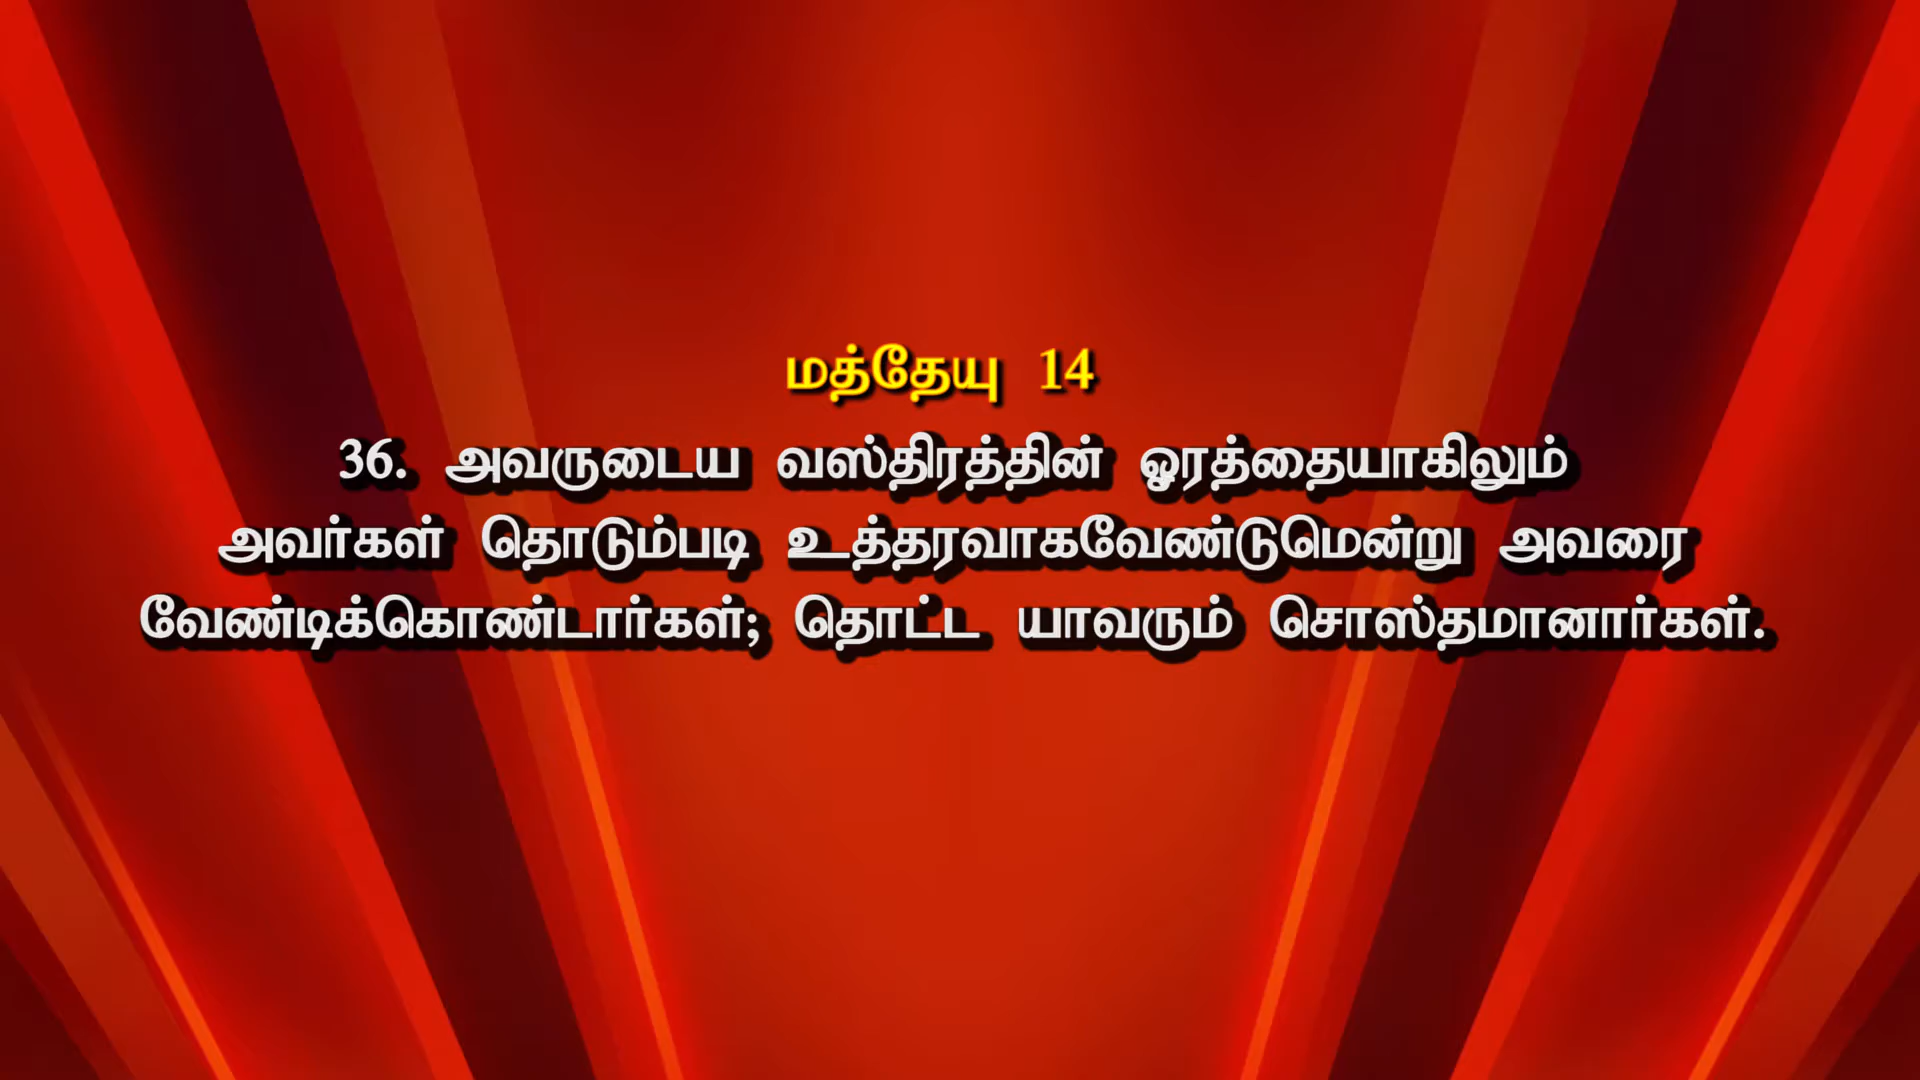 மத்தேயு 14
36. அவருடைய வஸ்திரத்தின் ஓரத்தையாகிலும்
அவர்கள் தொடும்படி உத்தரவாகவேண்டுமென்று அவரை
வேண்டிக்கொண்டார்கள்; தொட்ட யாவரும் சொஸ்தமானார்கள்.